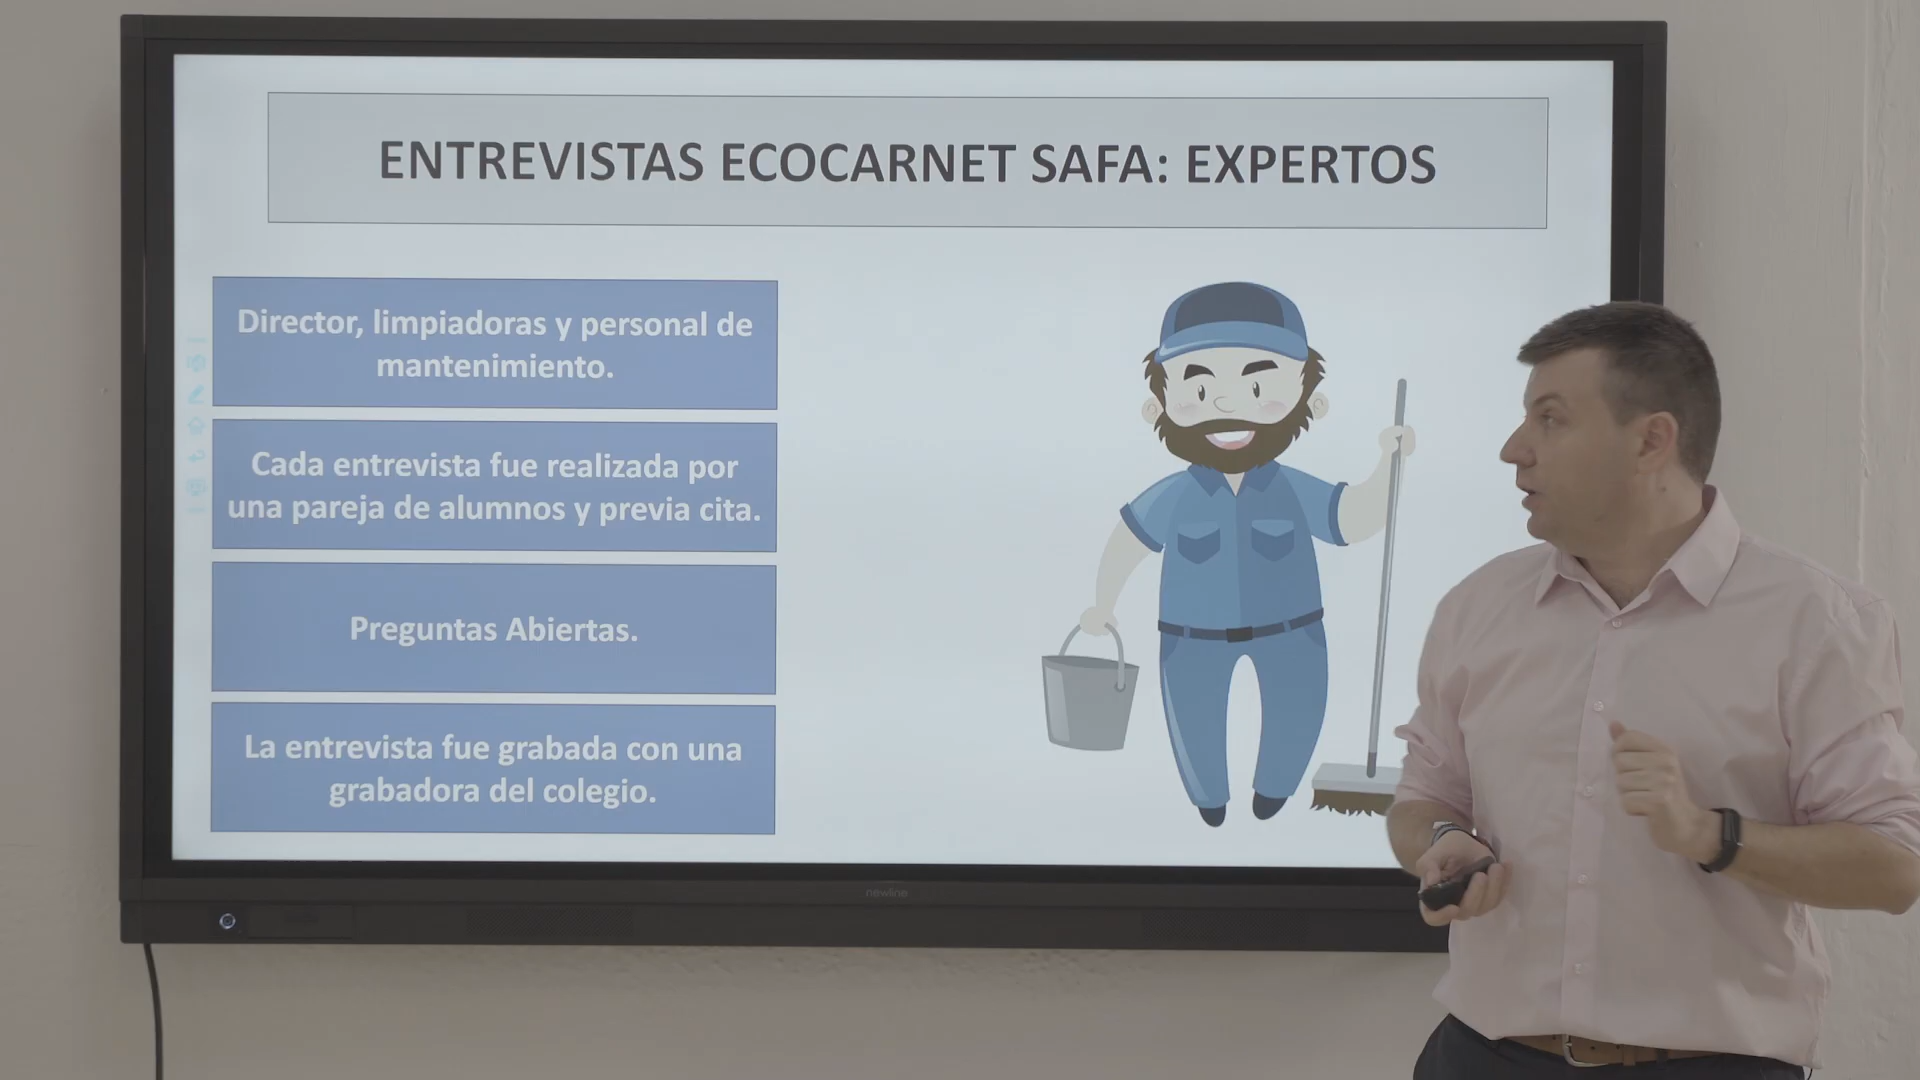 ENTREVISTAS ECOCARNET SAFA: EXPERTOS
Director, limpiadoras y personal de
mantenimiento.
Cada entrevista fue realizada por
una pareja de alumnos y previa cita.
Preguntas Abiertas.
La entrevista fue grabada con una
grabadora del colegio.
newline